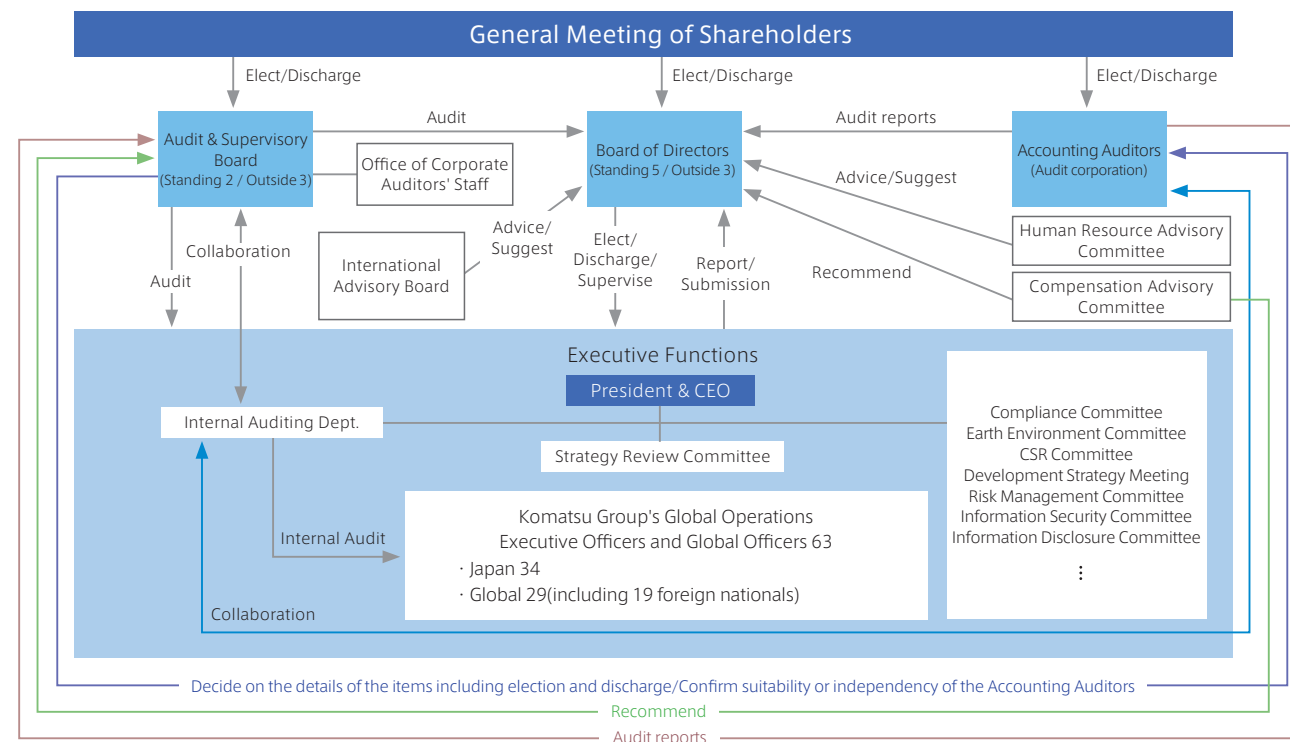 General Meeting of Shareholders
Elect/Discharge
Elect/Discharge
Elect/Discharge
Audit & Supervisory
Board
(Standing 2 / Outside 3)
Audit
Board of Directors
(Standing 5 / Outside 3)
Audit reports
Accounting Auditors
(Audit corporation)
Office of Corporate
Auditors' Staff
Advice/Suggest
Collaboration
Audit
International
Advisory Board
Advice/
Suggest
Elect/
Discharge/
Supervise
Report/
Submission
Recommend
Human Resource Advisory
Committee
Compensation Advisory
Committee
Executive Functions
President & CEO
Internal Auditing Dept.
Strategy Review Committee
Compliance Committee
Earth Environment Committee
CSR Committee
Development Strategy Meeting
Risk Management Committee
Information Security Committee
Information Disclosure Committee
⋮
Internal Audit
Komatsu Group's Global Operations
Executive Officers and Global Officers 63
· Japan 34
· Global 29(including 19 foreign nationals)
Collaboration
Decide on the details of the items including election and discharge/Confirm suitability or independency of the Accounting Auditors
Recommend
Audit reports